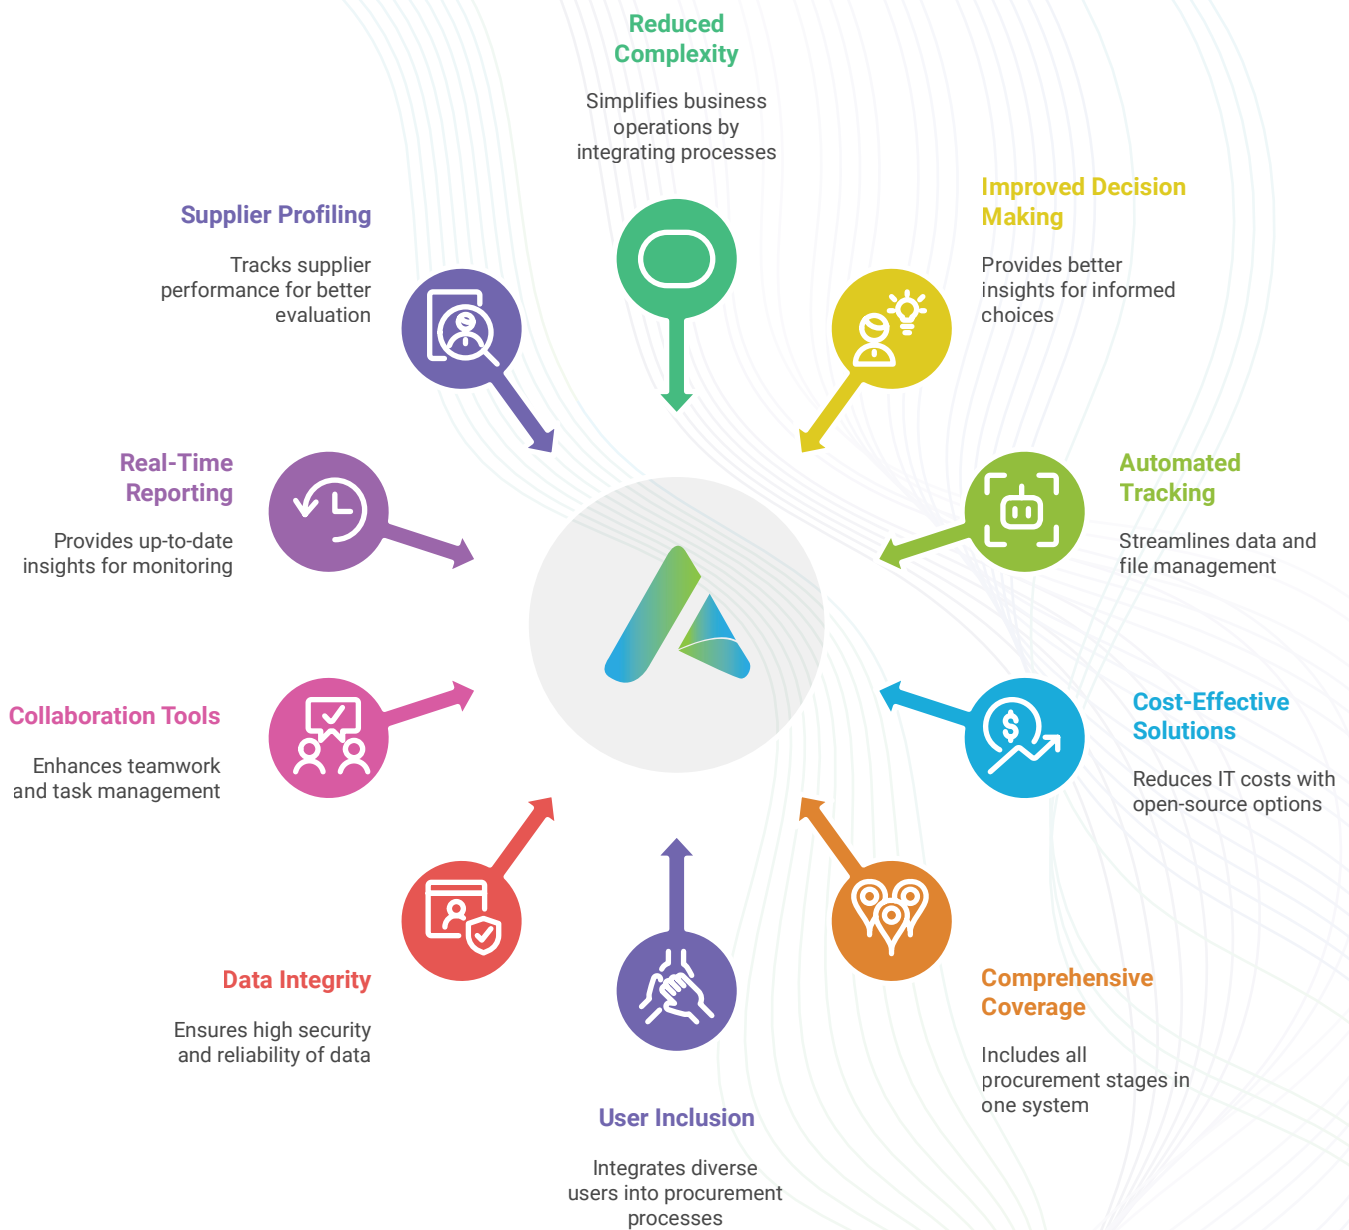 Reduced
Complexity
Simplifies business
operations by
integrating processes
Improved Decision
Making
Provides better
insights for informed
choices
Automated
Tracking
Streamlines data and
file management
Cost-Effective
Solutions
Reduces IT costs with
open-source options
Comprehensive
Coverage
Includes all
procurement stages in
one system
User Inclusion
Integrates diverse
users into procurement
processes
Data Integrity
Ensures high security
and reliability of data
Collaboration Tools
Enhances teamwork
and task management
Real-Time
Reporting
Provides up-to-date
insights for monitoring
Supplier Profiling
Tracks supplier
performance for better
evaluation